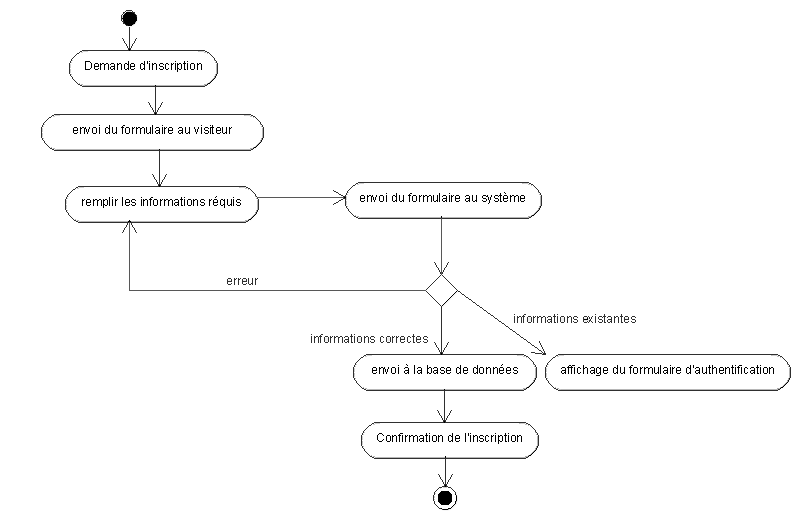 Demande d'inscription
envoi du formulaire au visiteur
remplir les informations réquis
envoi du formulaire au système
erreur
informations existantes
informations correctes
envoi à la base de données
affichage du formulaire d'authentification
Confirmation de l'inscription